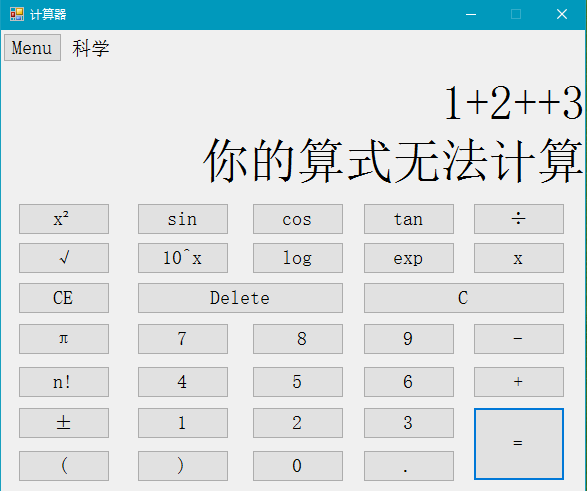 计算器
Menu 科学
1+2++3
你的算式无法计算
x² sin cos tan ÷
√ 10^x log exp x
CE Delete C
π 7 8 9 -
n! 4 5 6 +
± 1 2 3 =
( ) 0 .